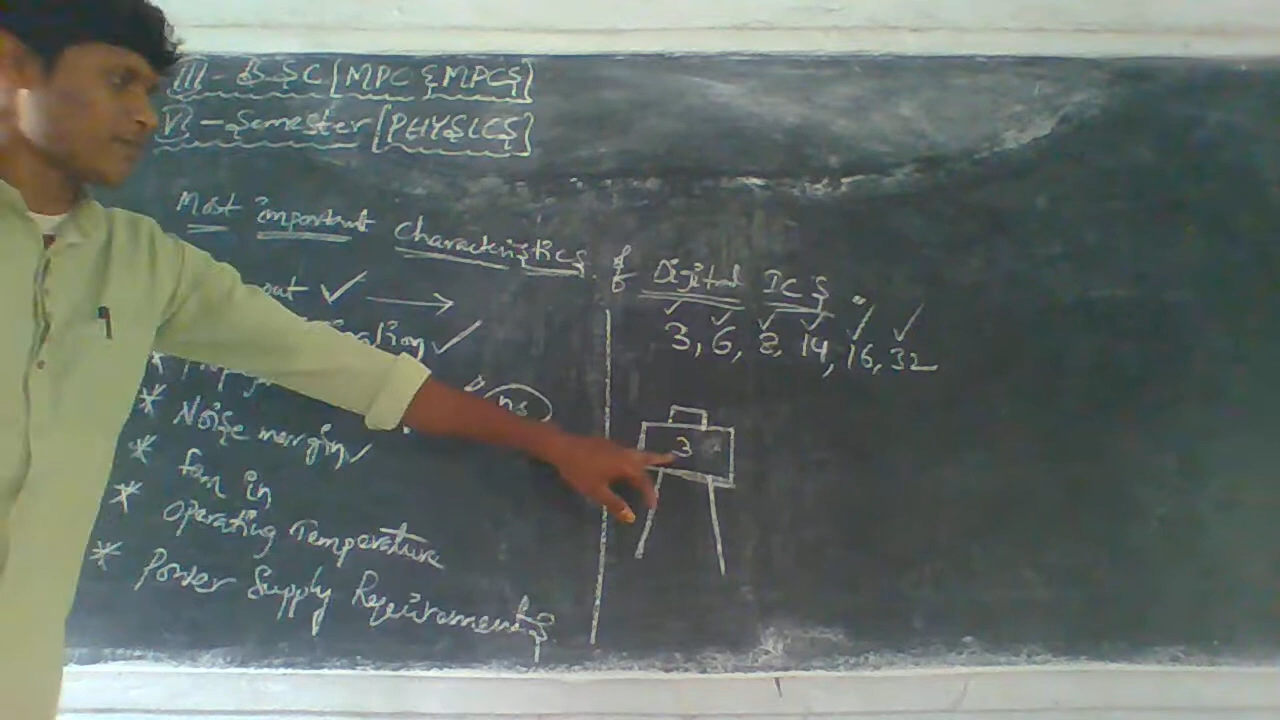 III - B.SC [MPC & MPCS]
VI - Semester [PHYSICS]
Most important characteristics of Digital ICS :-
out ✓ →
✓
* 
ns
* Noise margin ✓
* Fan in
* Operating Temperature
* Power Supply Requirements
3, 6, 8, 14, 16, 32
3